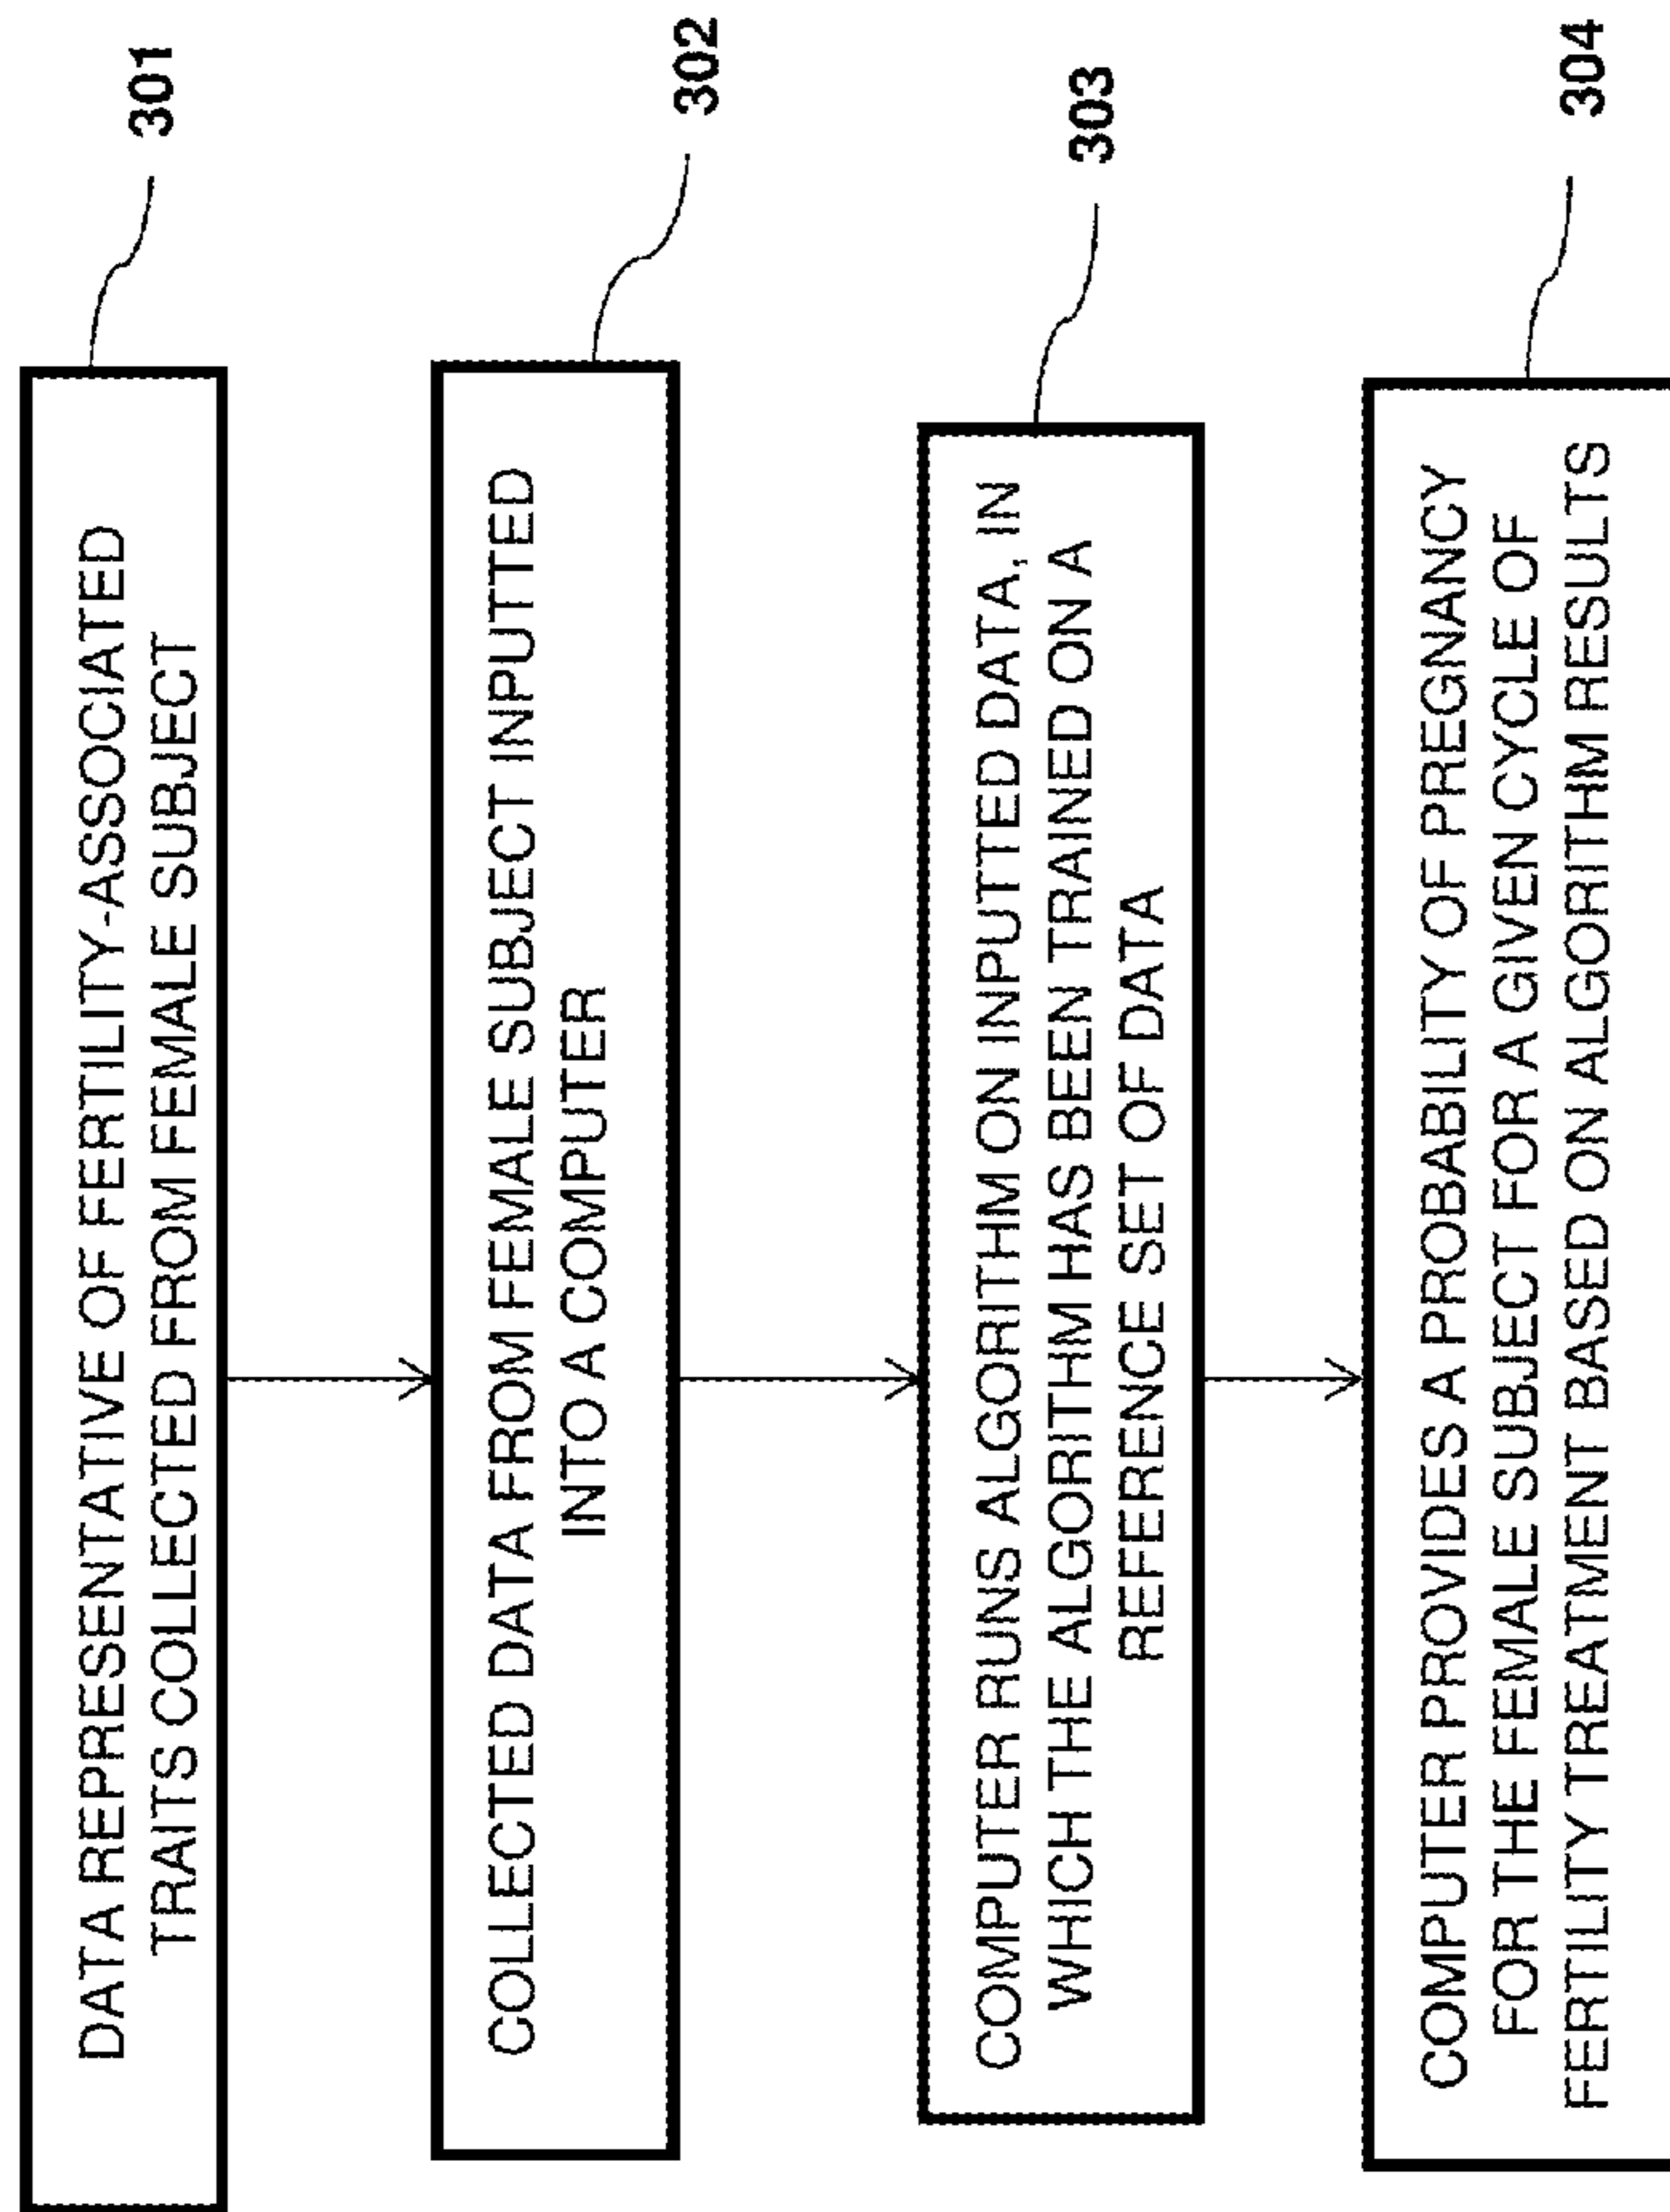 DATA REPRESENTATIVE OF FERTILITY-ASSOCIATED
TRAITS COLLECTED FROM FEMALE SUBJECT
301
COLLECTED DATA FROM FEMALE SUBJECT INPUTTED
INTO A COMPUTER
302
COMPUTER RUNS ALGORITHM ON INPUTTED DATA, IN
WHICH THE ALGORITHM HAS BEEN TRAINED ON A
REFERENCE SET OF DATA
303
COMPUTER PROVIDES A PROBABILITY OF PREGNANCY
FOR THE FEMALE SUBJECT FOR A GIVEN CYCLE OF
FERTILITY TREATMENT BASED ON ALGORITHM RESULTS
304